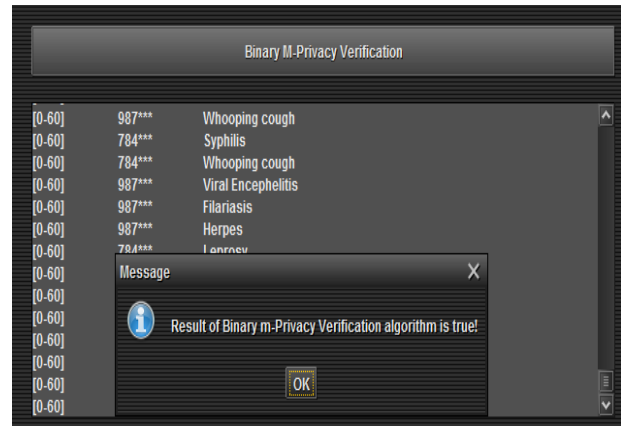 Binary M-Privacy Verification
[0-60] 987*** Whooping cough
[0-60] 784*** Syphilis
[0-60] 784*** Whooping cough
[0-60] 987*** Viral Encephelitis
[0-60] 987*** Filariasis
[0-60] 987*** Herpes
[0-60] 784*** Leprosy
[0-60]
[0-60]
[0-60]
[0-60]
[0-60]
[0-60]
[0-60]
Message X
Result of Binary m-Privacy Verification algorithm is true!
OK